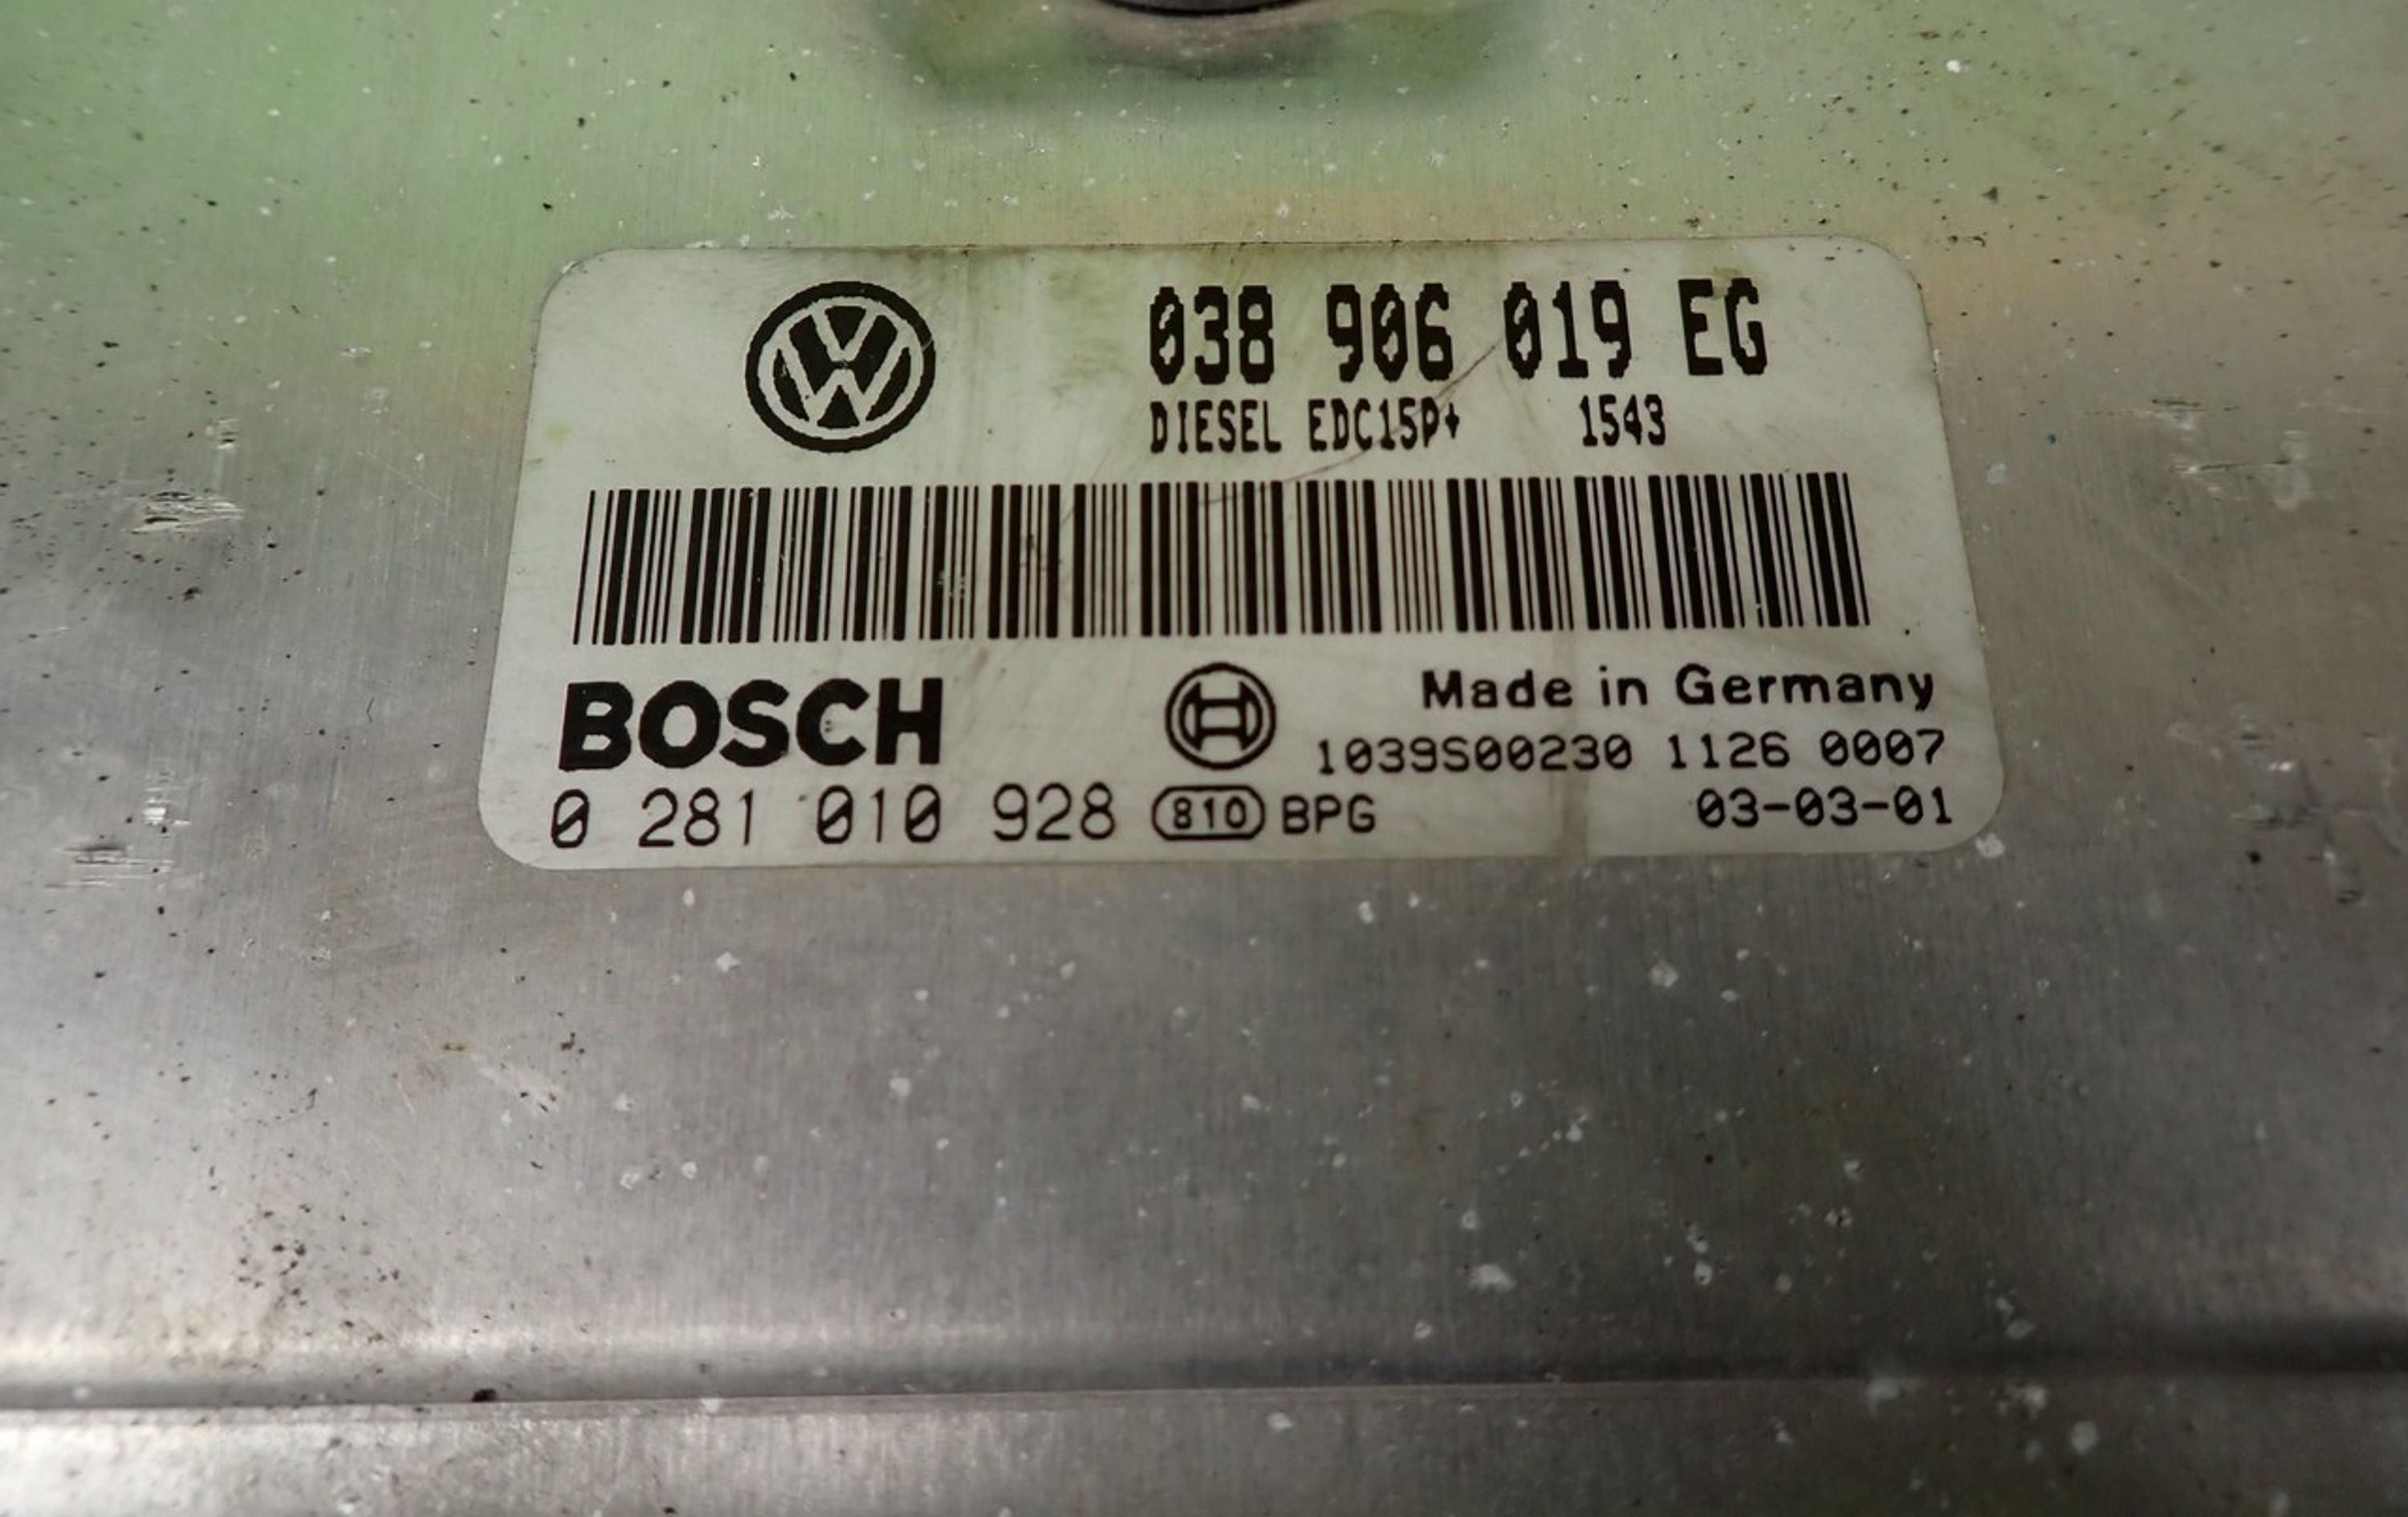 038 906 019 EG
DIESEL EDC15P+ 1543
BOSCH
Made in Germany
1039S00230 1126 0007
0 281 010 928 810 BPG 03-03-01